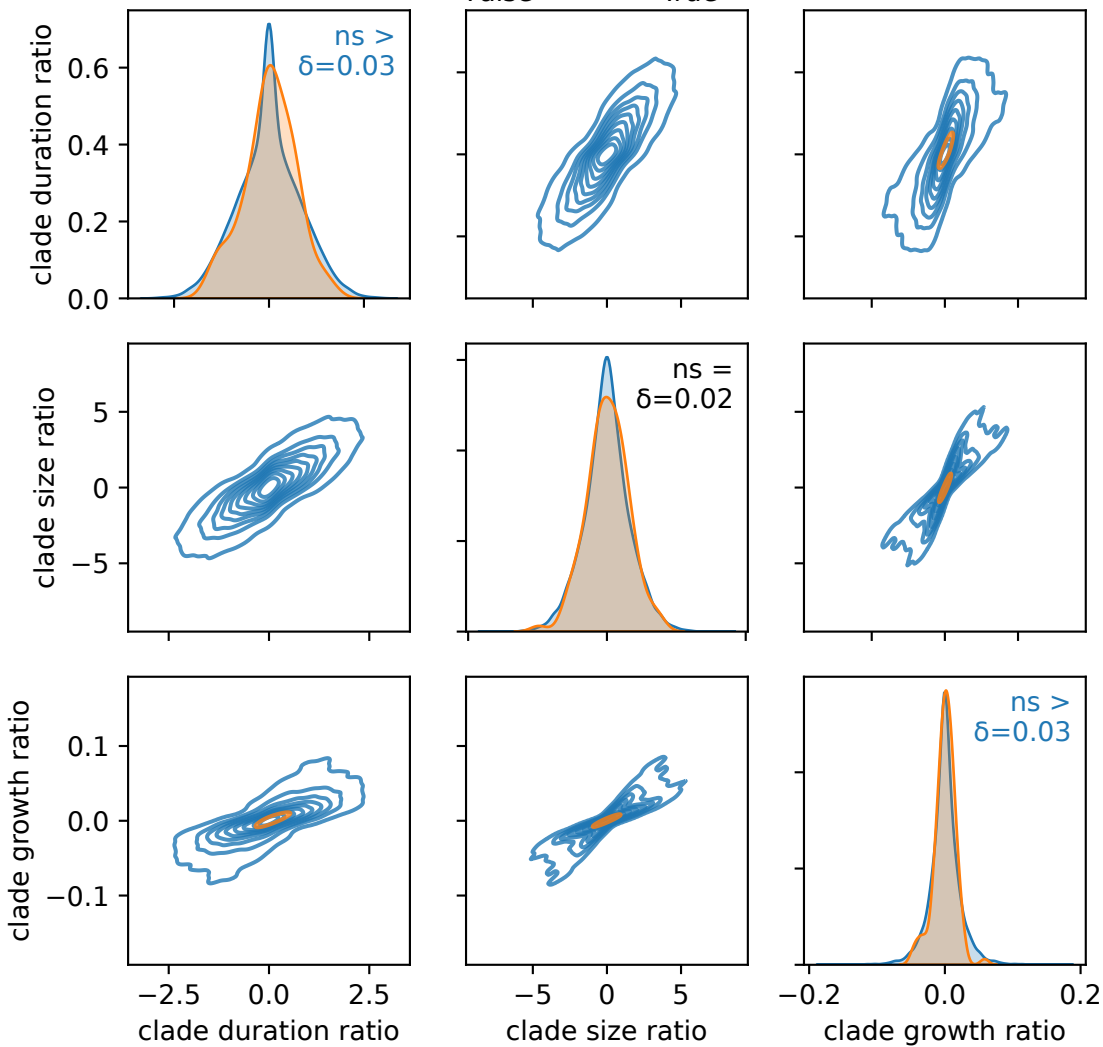 ns >
δ=0.03
0.6
0.4
0.2
0.0
clade duration ratio
ns =
δ=0.02
5
0
−5
clade size ratio
ns >
δ=0.03
0.1
0.0
−0.1
clade growth ratio
−2.5 0.0 2.5
−5 0 5
−0.2 0.0 0.2
clade duration ratio
clade size ratio
clade growth ratio